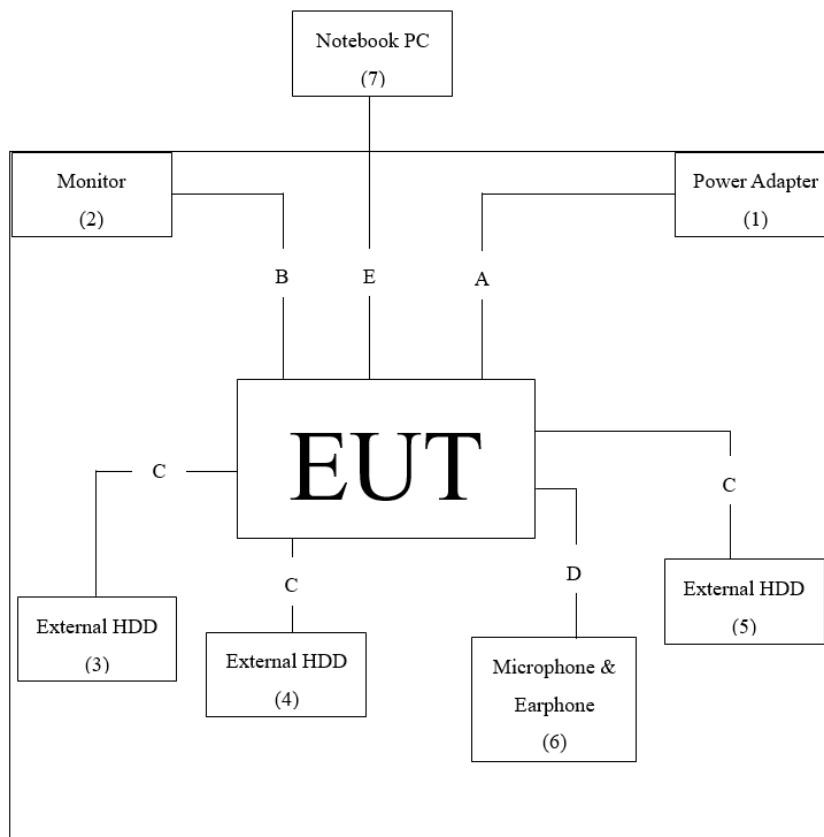 Notebook PC
(7)
Monitor
(2)
Power Adapter
(1)
B
E
A
EUT
C
C
C
D
External HDD
(3)
External HDD
(4)
Microphone &
Earphone
(6)
External HDD
(5)